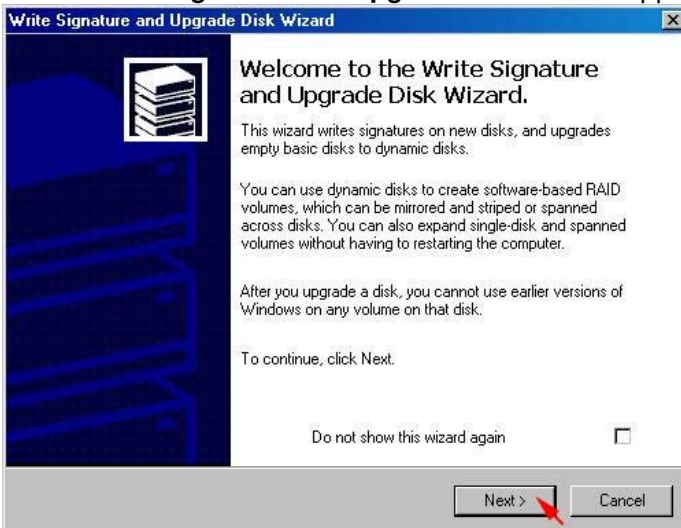 Write Signature and Upgrade Disk Wizard
Welcome to the Write Signature
and Upgrade Disk Wizard.
This wizard writes signatures on new disks, and upgrades
empty basic disks to dynamic disks.
You can use dynamic disks to create software-based RAID
volumes, which can be mirrored and striped or spanned
across disks. You can also expand single-disk and spanned
volumes without having to restarting the computer.
After you upgrade a disk, you cannot use earlier versions of
Windows on any volume on that disk.
To continue, click Next.
Do not show this wizard again
Next >
Cancel